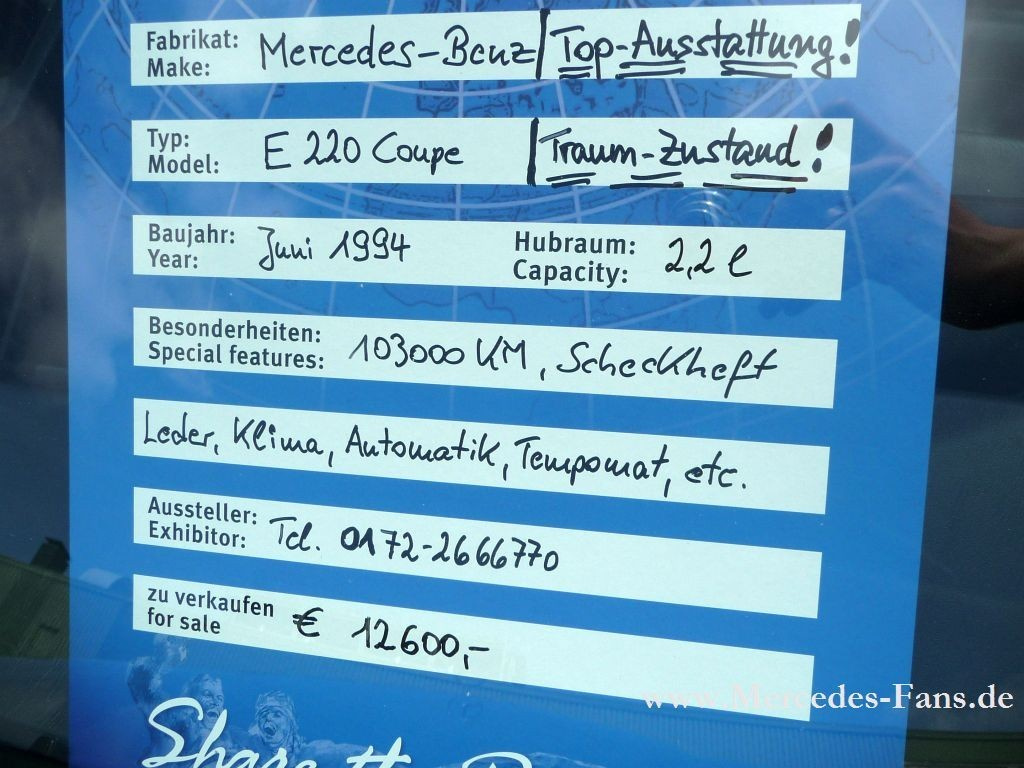 Fabrikat: Mercedes-Benz | Top-Ausstattung!
Make:
Typ: E 220 Coupe | Traum-Zustand!
Model:
Baujahr: Juni 1994 Hubraum: 2,2 l
Year: Capacity:
Besonderheiten: 103000 KM, Scheckheft
Special features:
Leder, Klima, Automatik, Tempomat, etc.
Aussteller: Tel. 0172-2666770
Exhibitor:
zu verkaufen € 12600,-
for sale
www.Mercedes-Fans.de
Share